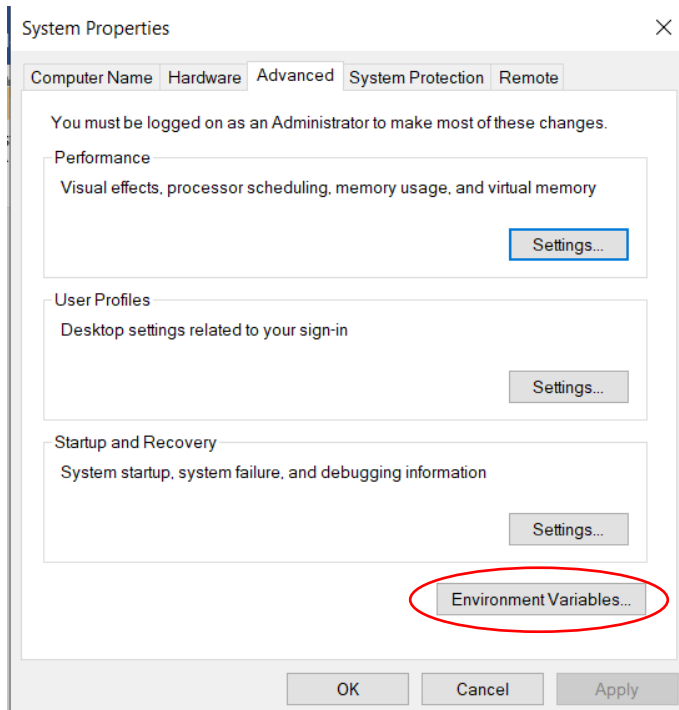 System Properties
Computer Name Hardware Advanced System Protection Remote
You must be logged on as an Administrator to make most of these changes.
Performance
Visual effects, processor scheduling, memory usage, and virtual memory
Settings...
User Profiles
Desktop settings related to your sign-in
Settings...
Startup and Recovery
System startup, system failure, and debugging information
Settings...
Environment Variables...
OK Cancel Apply